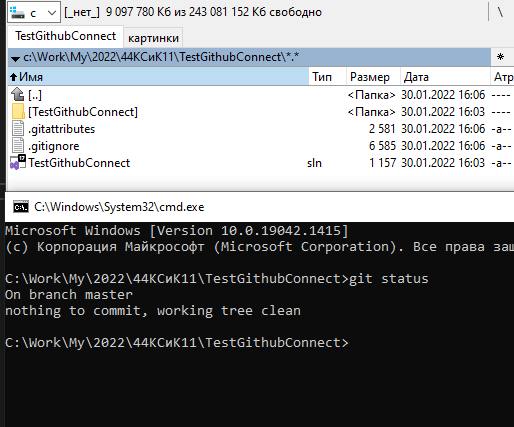 c [_нет_] 9 097 780 Кб из 243 081 152 Кб свободно \
TestGithubConnect картинки
c:\Work\My\2022\44КСиК11\TestGithubConnect\*.* *
Имя Тип Размер Дата Атр
[..] <Папка> 30.01.2022 16:06 ----
[TestGithubConnect] <Папка> 30.01.2022 16:03 ----
.gitattributes 2 581 30.01.2022 16:06 -a--
.gitignore 6 585 30.01.2022 16:06 -a--
TestGithubConnect sln 1 157 30.01.2022 16:03 -a--
C:\Windows\System32\cmd.exe
Microsoft Windows [Version 10.0.19042.1415]
(c) Корпорация Майкрософт (Microsoft Corporation). Все права защ
C:\Work\My\2022\44КСиК11\TestGithubConnect>git status
On branch master
nothing to commit, working tree clean
C:\Work\My\2022\44КСиК11\TestGithubConnect>